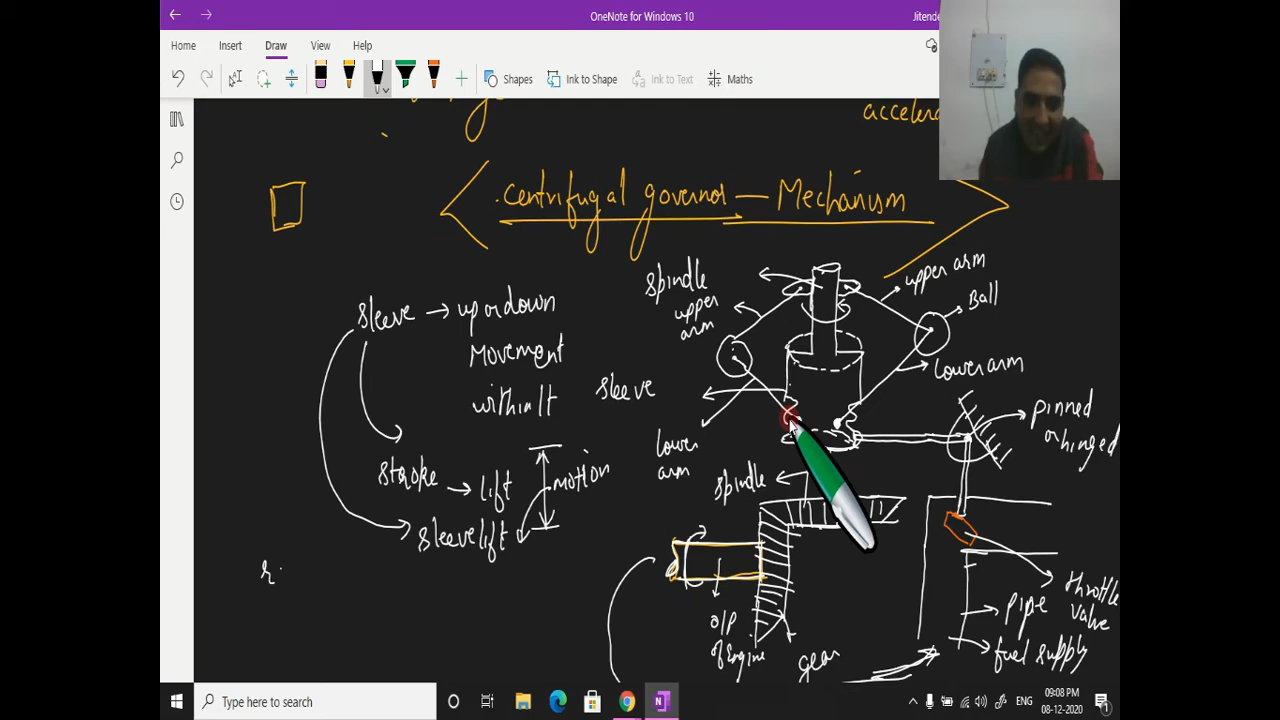 OneNote for Windows 10
Jitende
Home Insert Draw View Help
Shapes Ink to Shape Ink to Text Maths
accelera
centrifugal governor — Mechanism
spindle
upper arm
upper
arm
Ball
sleeve → up or down
Movement
within it
sleeve
lower arm
pinned
or hinged
lower
arm
stroke → lift
motion
spindle
sleeve lift
throttle
valve
pipe
O/P
of Engine
gear
fuel supply
Type here to search
ENG
09:08 PM
08-12-2020